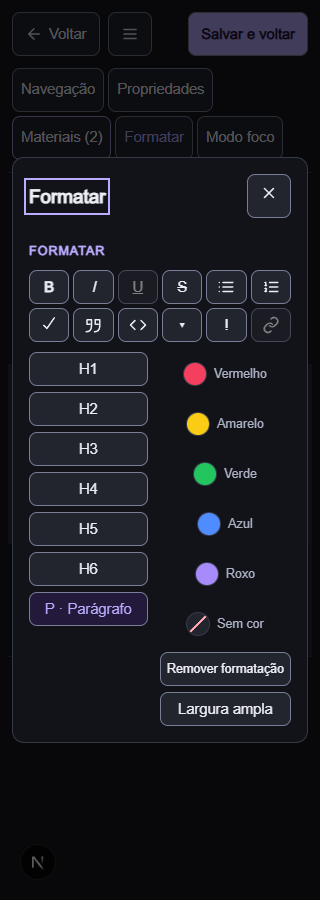 Voltar
Salvar e voltar
Navegação
Propriedades
Materiais (2)
Formatar
Modo foco
Formatar
FORMATAR
B I U S
H1
H2
H3
H4
H5
H6
P · Parágrafo
Vermelho
Amarelo
Verde
Azul
Roxo
Sem cor
Remover formatação
Largura ampla
N